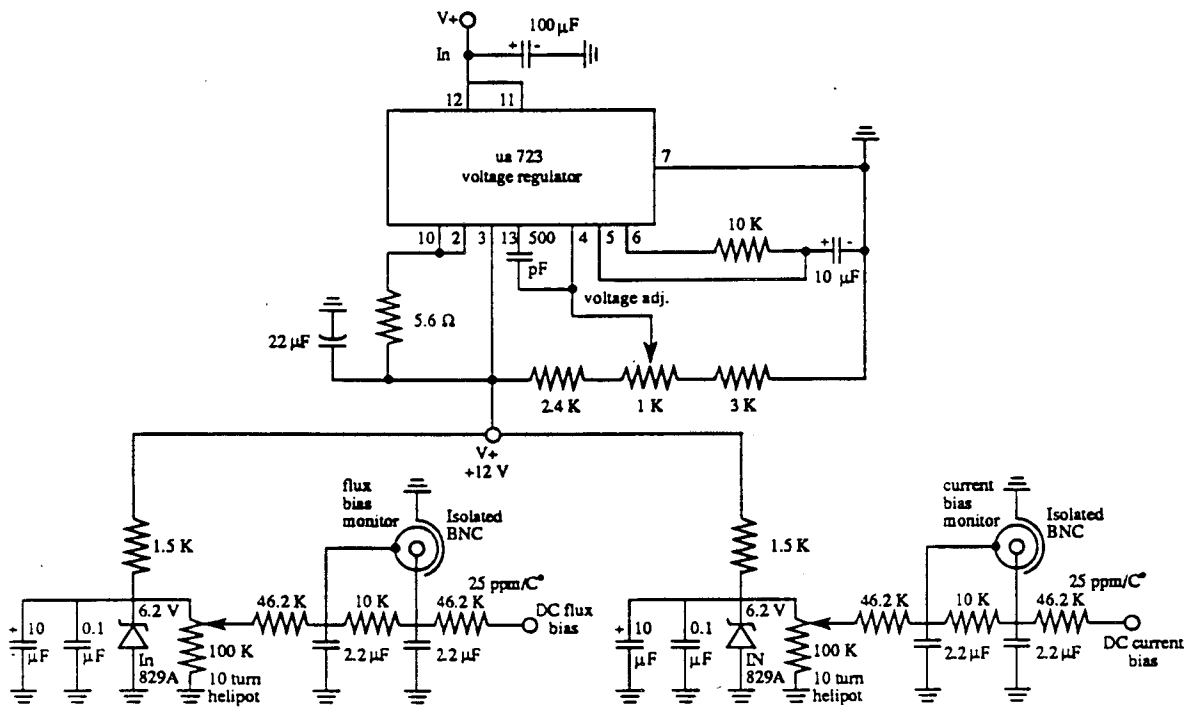 V+
100 µF
+ -
In
12 11
ua 723
voltage regulator
7
10 2 3 13 500 4 5 6
pF
10 K
+ -
10 µF
voltage adj.
5.6 Ω
22 µF
2.4 K
1 K
3 K
V+
+12 V
flux
bias
monitor
Isolated
BNC
1.5 K
6.2 V
46.2 K
10 K
25 ppm/C°
46.2 K
DC flux
bias
+ 10
-
µF
0.1
µF
In
829A
100 K
10 turn
helipot
2.2 µF
2.2 µF
current
bias
monitor
Isolated
BNC
1.5 K
6.2 V
46.2 K
10 K
25 ppm/C°
46.2 K
DC current
bias
+ 10
µF
0.1
µF
IN
829A
100 K
10 turn
helipot
2.2 µF
2.2 µF